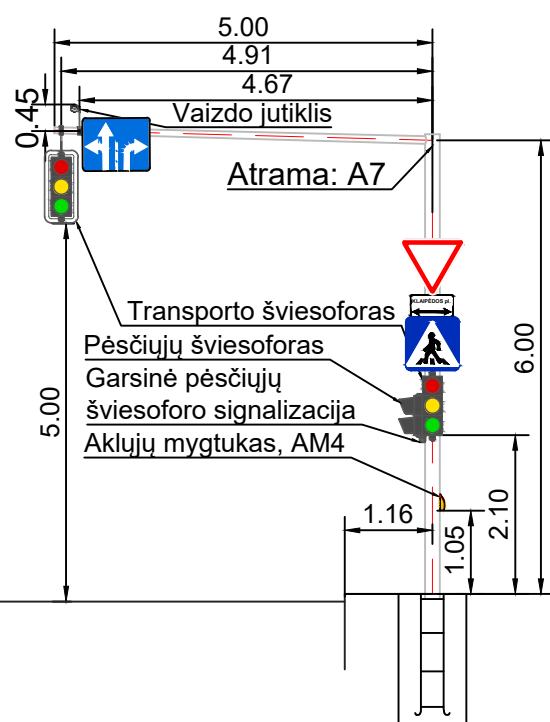 5.00
4.91
4.67
0.45
Vaizdo jutiklis
Atrama: A7
KLAIPĖDOS pl.
Transporto šviesoforas
Pėsčiųjų šviesoforas
Garsinė pėsčiųjų
šviesoforo signalizacija
Aklųjų mygtukas, AM4
5.00
6.00
1.16
1.05
2.10